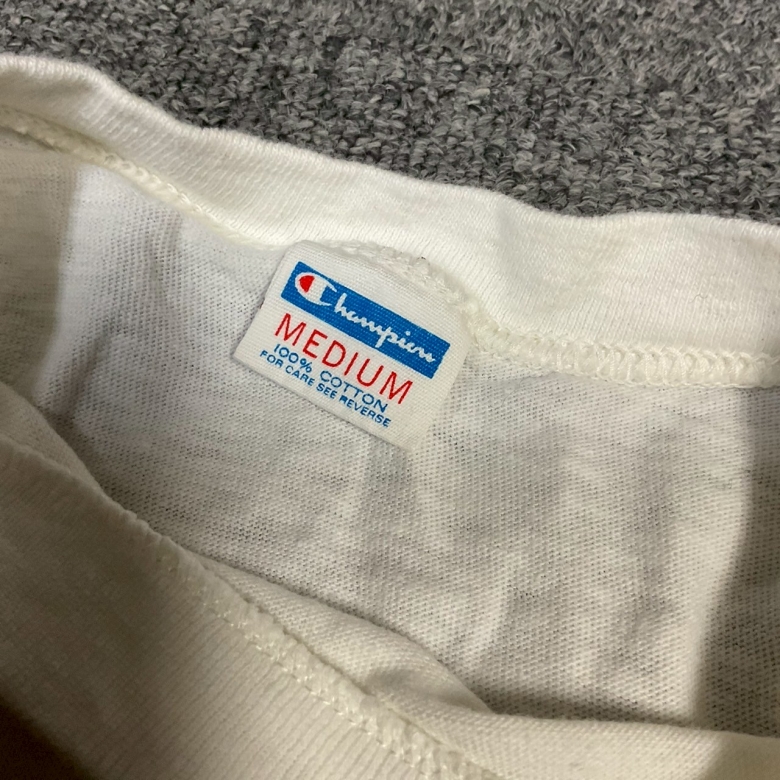 Champion
MEDIUM
100% COTTON
FOR CARE SEE REVERSE